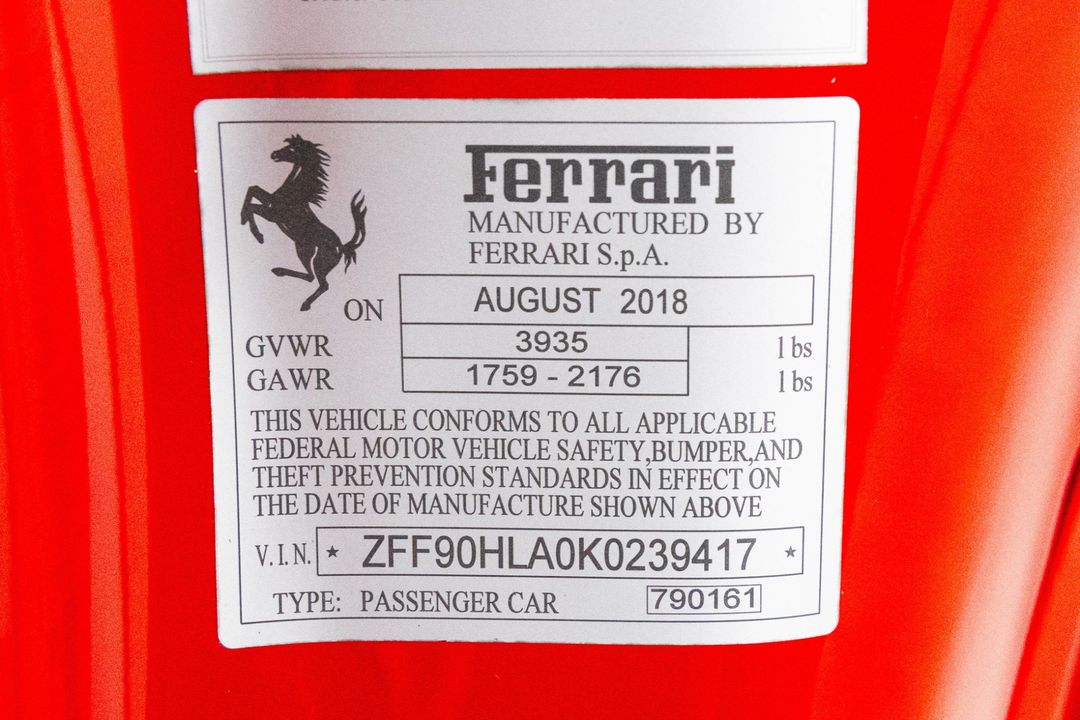 Ferrari
MANUFACTURED BY
FERRARI S.p.A.
ON AUGUST 2018
GVWR 3935 lbs
GAWR 1759 - 2176 lbs
THIS VEHICLE CONFORMS TO ALL APPLICABLE
FEDERAL MOTOR VEHICLE SAFETY,BUMPER,AND
THEFT PREVENTION STANDARDS IN EFFECT ON
THE DATE OF MANUFACTURE SHOWN ABOVE
V.I.N. * ZFF90HLA0K0239417 *
TYPE: PASSENGER CAR 790161